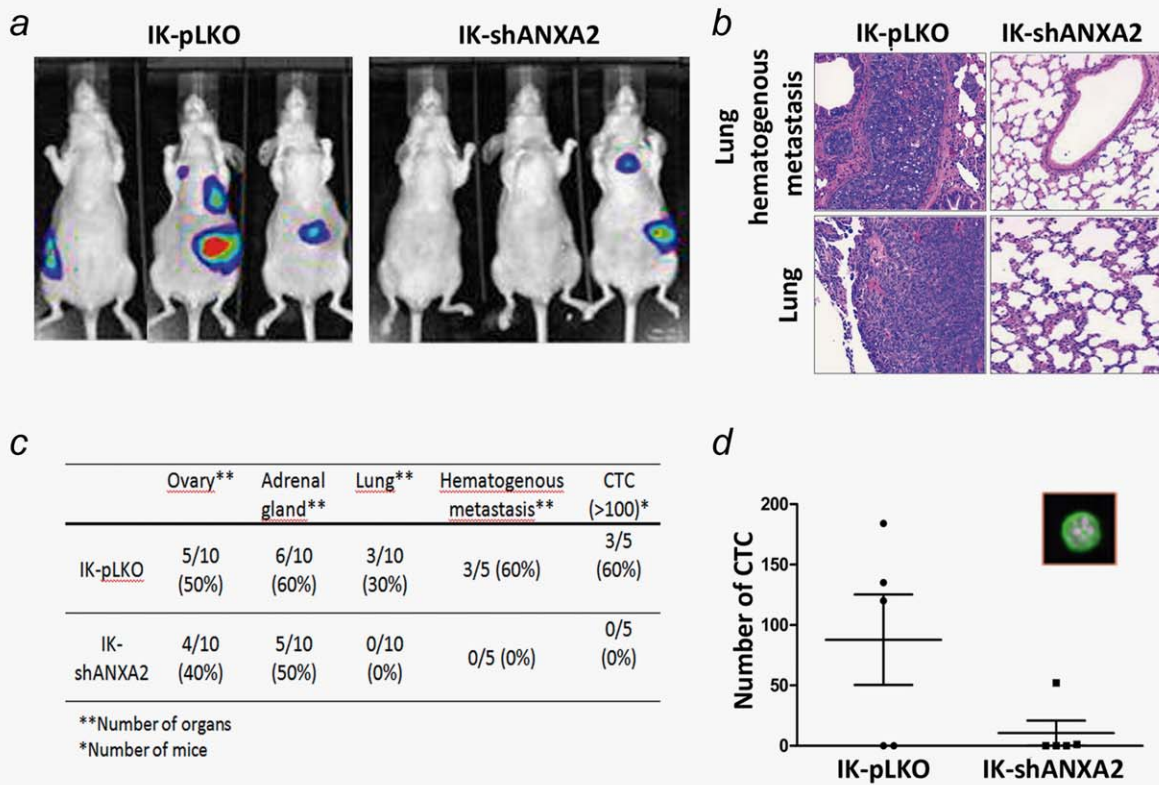 a
IK-pLKO
IK-shANXA2
b
IK-pLKO
IK-shANXA2
Lung
hematogenous
metastasis
Lung
c
Ovary** Adrenal Lung** Hematogenous CTC
gland** metastasis** (>100)*
IK-pLKO 5/10 6/10 3/10 3/5 (60%) 3/5
(50%) (60%) (30%) (60%)
IK- 4/10 5/10 0/10 0/5 (0%) 0/5
shANXA2 (40%) (50%) (0%) (0%)
**Number of organs
*Number of mice
d
Number of CTC
200
150
100
50
0
IK-pLKO
IK-shANXA2